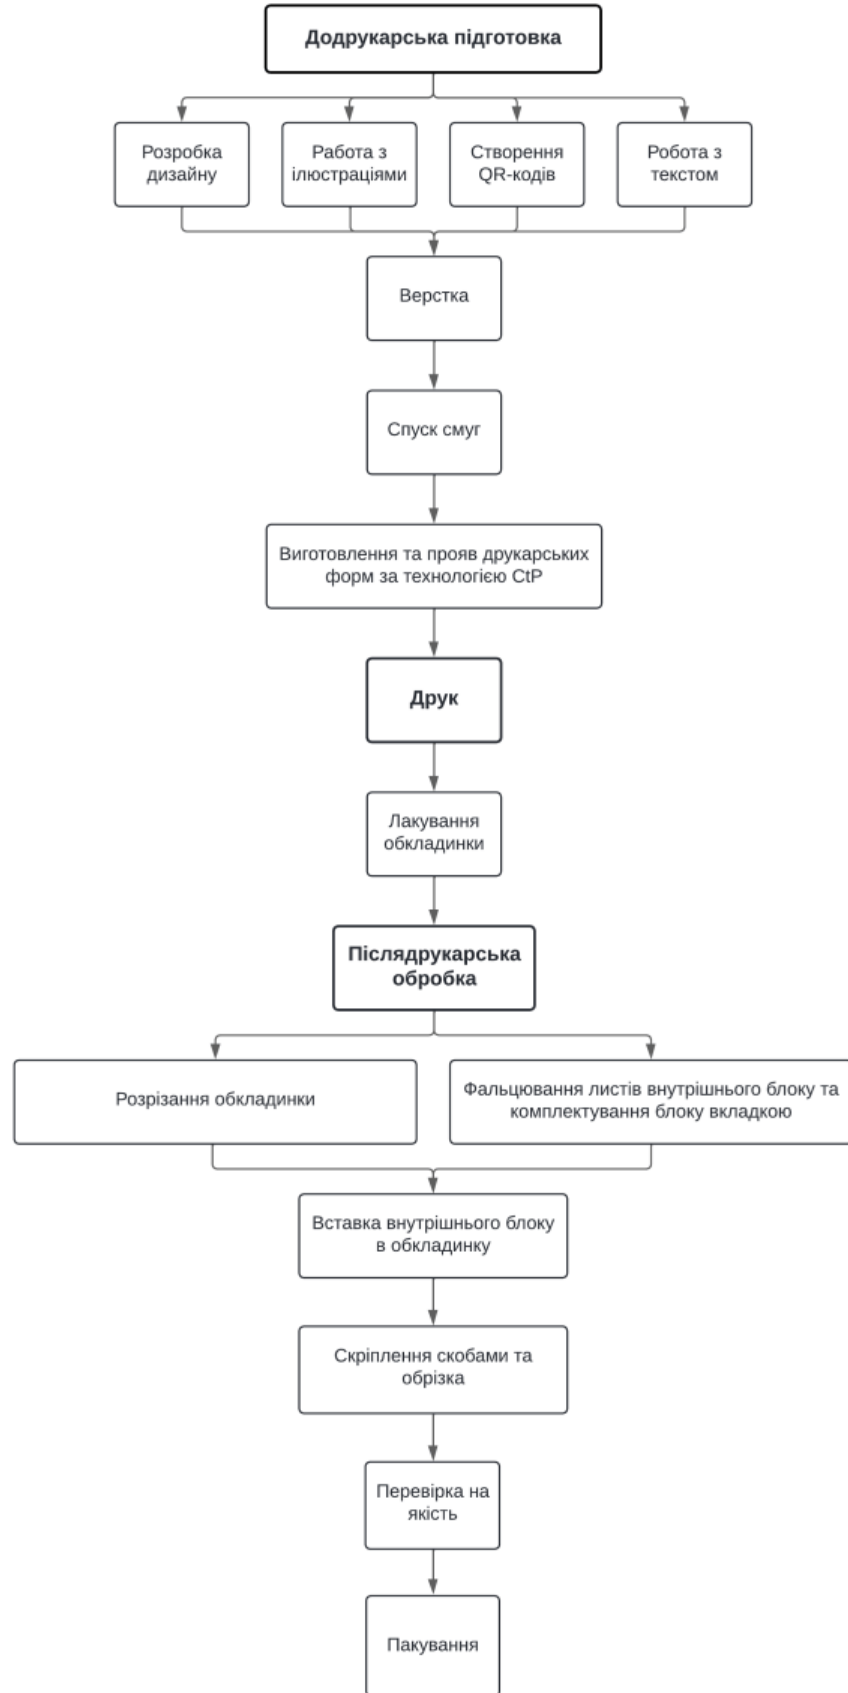 Додрукарська підготовка
Розробка
дизайну
Работа з
ілюстраціями
Створення
QR-кодів
Робота з
текстом
Верстка
Спуск смуг
Виготовлення та прояв друкарських
форм за технологією CtP
Друк
Лакування
обкладинки
Післядрукарська
обробка
Розрізання обкладинки
Фальцювання листів внутрішнього блоку та
комплектування блоку вкладкою
Вставка внутрішнього блоку
в обкладинку
Скріплення скобами та
обрізка
Перевірка на
якість
Пакування